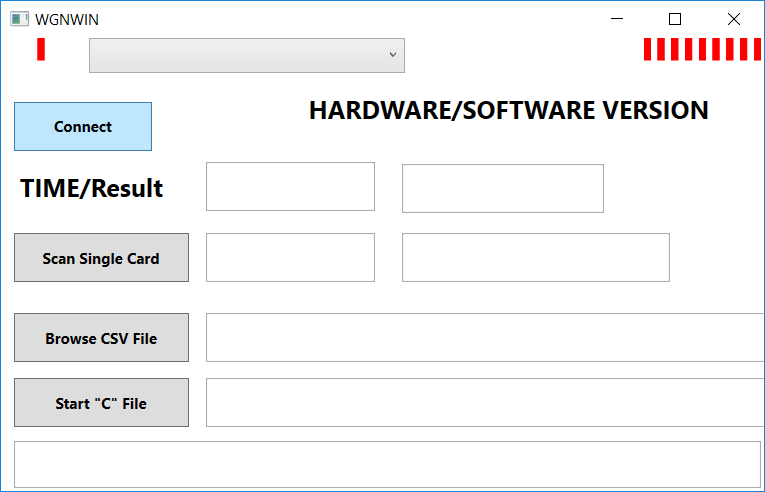 WGNWIN
HARDWARE/SOFTWARE VERSION
Connect
TIME/Result
Scan Single Card
Browse CSV File
Start "C" File